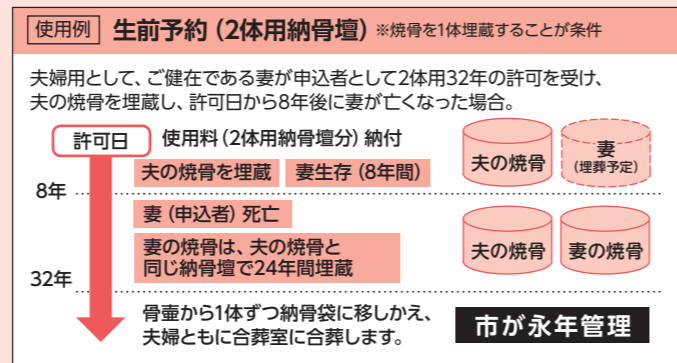 使用例 生前予約（2体用納骨壇）※焼骨を1体埋蔵することが条件
夫婦用として、ご健在である妻が申込者として2体用32年の許可を受け、
夫の焼骨を埋蔵し、許可日から8年後に妻が亡くなった場合。
許可日 使用料（2体用納骨壇分）納付
夫の焼骨を埋蔵 妻生存（8年間）
夫の焼骨
妻
（埋葬予定）
8年
妻（申込者）死亡
妻の焼骨は、夫の焼骨と
同じ納骨壇で24年間埋蔵
夫の焼骨 妻の焼骨
32年
骨壷から1体ずつ納骨袋に移しかえ、
夫婦ともに合葬室に合葬します。
市が永年管理